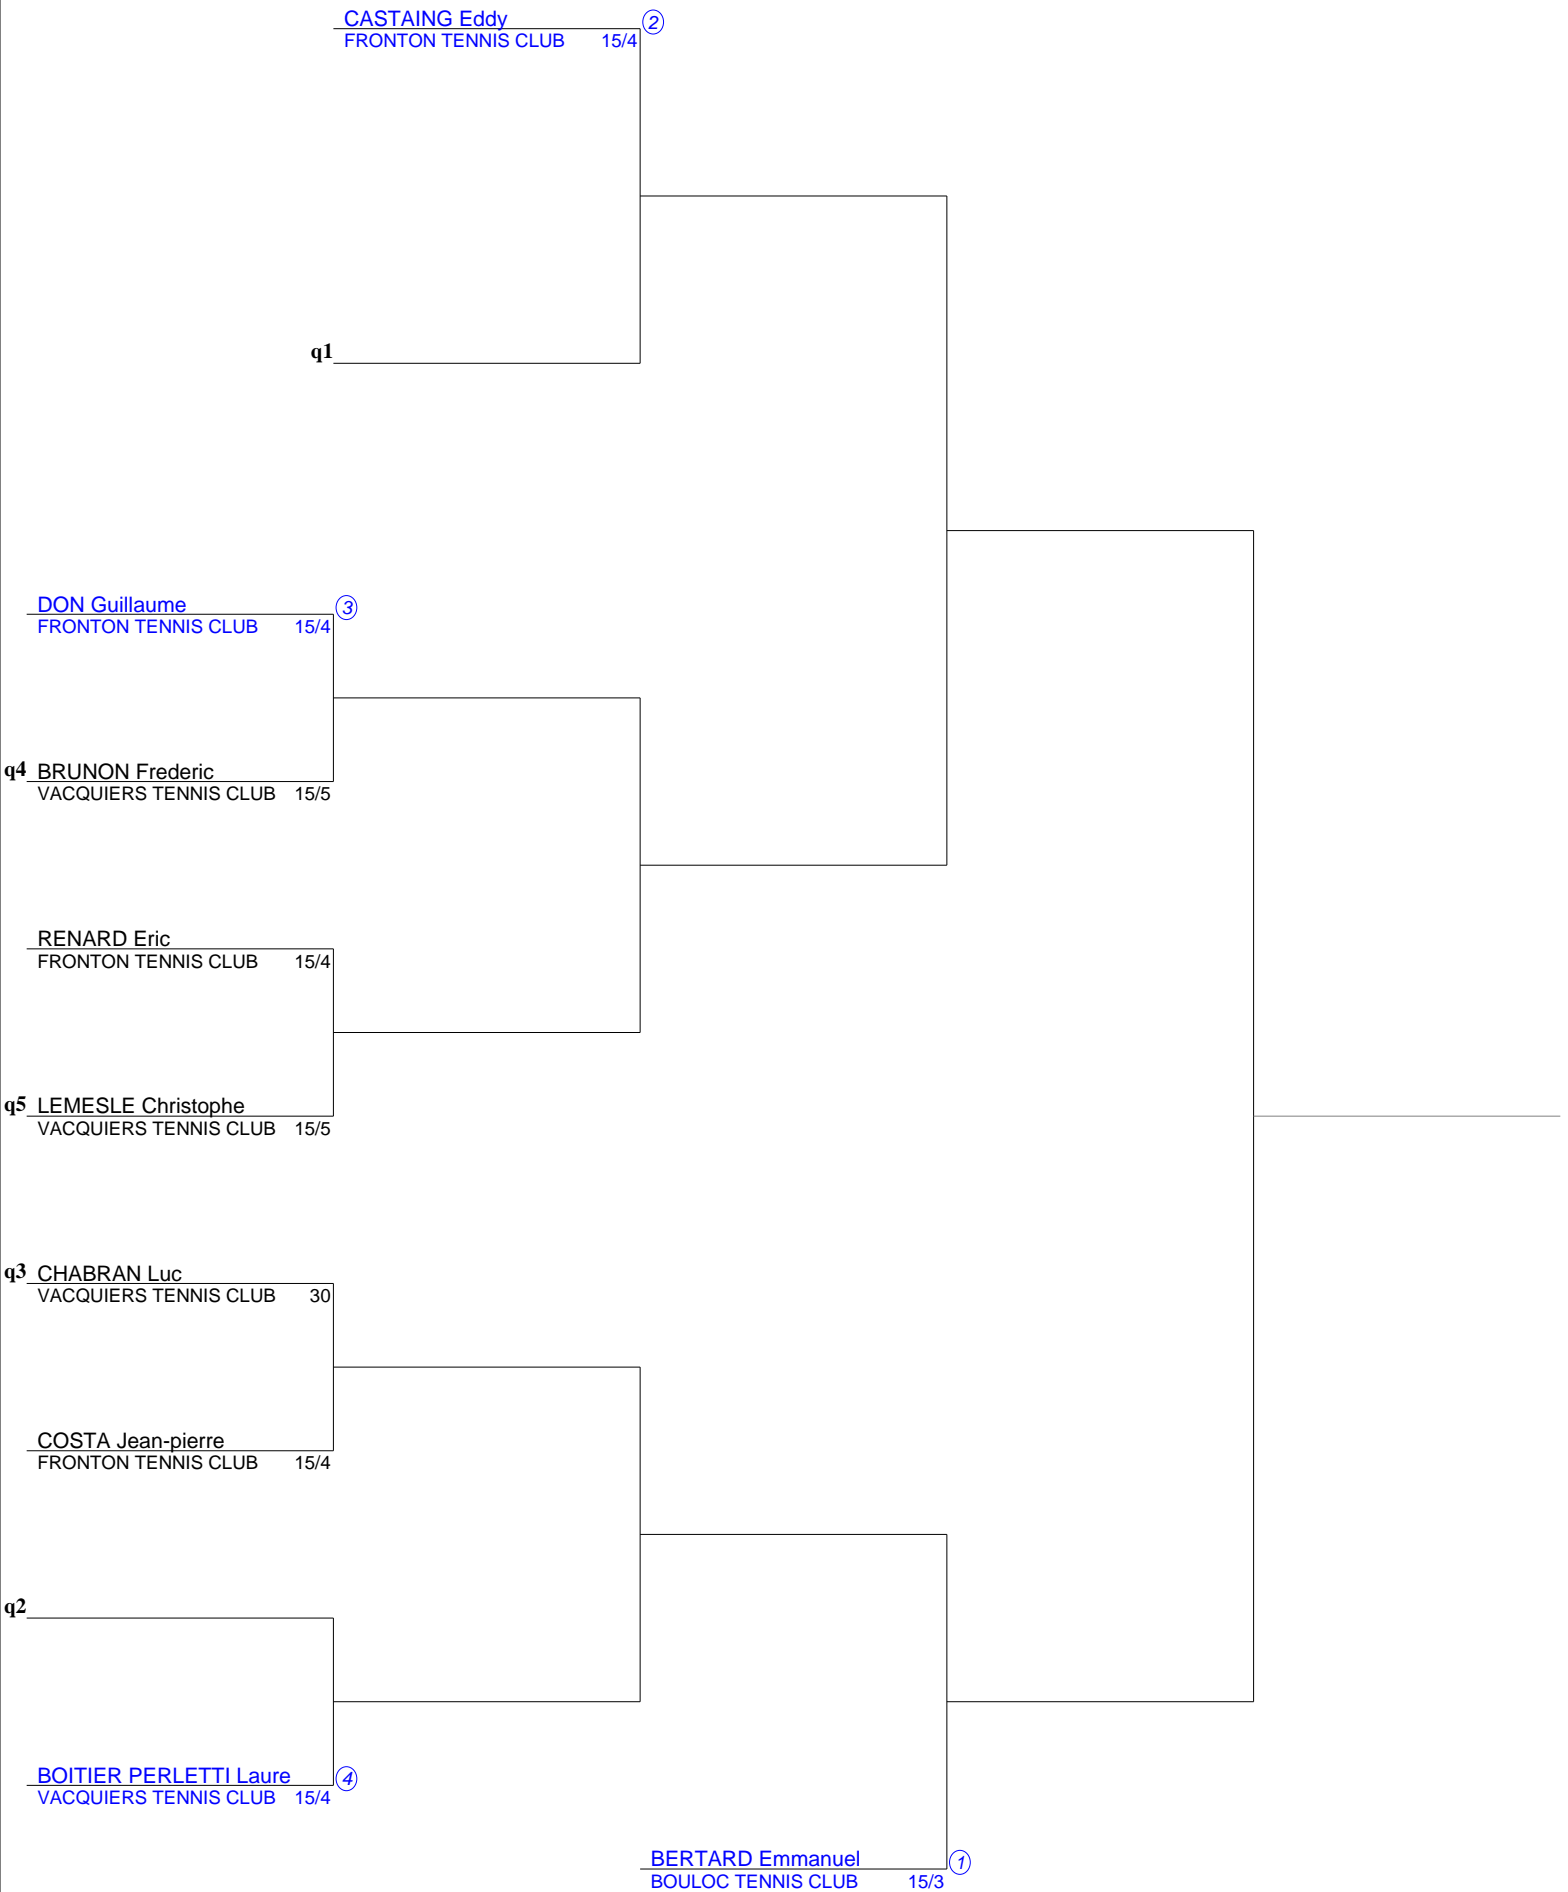 CASTAING Eddy 2
FRONTON TENNIS CLUB 15/4
q1
DON Guillaume 3
FRONTON TENNIS CLUB 15/4
q4 BRUNON Frederic
VACQUIERS TENNIS CLUB 15/5
RENARD Eric
FRONTON TENNIS CLUB 15/4
q5 LEMESLE Christophe
VACQUIERS TENNIS CLUB 15/5
q3 CHABRAN Luc
VACQUIERS TENNIS CLUB 30
COSTA Jean-pierre
FRONTON TENNIS CLUB 15/4
q2
BOITIER PERLETTI Laure 4
VACQUIERS TENNIS CLUB 15/4
BERTARD Emmanuel 1
BOULOC TENNIS CLUB 15/3